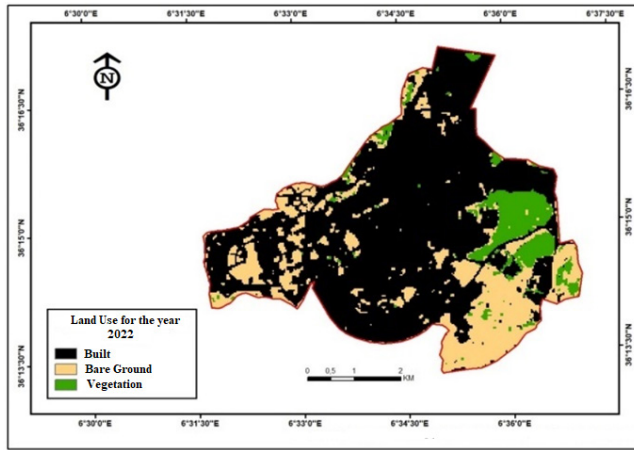 6°30'0"E 6°31'30"E 6°33'0"E 6°34'30"E 6°36'0"E 6°37'30"E
N
36°16'30"N
36°16'30"N
36°15'0"N
36°15'0"N
36°13'30"N
36°13'30"N
Land Use for the year
2022
Built
Bare Ground
Vegetation
0 0,5 1 2
KM
6°30'0"E 6°31'30"E 6°33'0"E 6°34'30"E 6°36'0"E